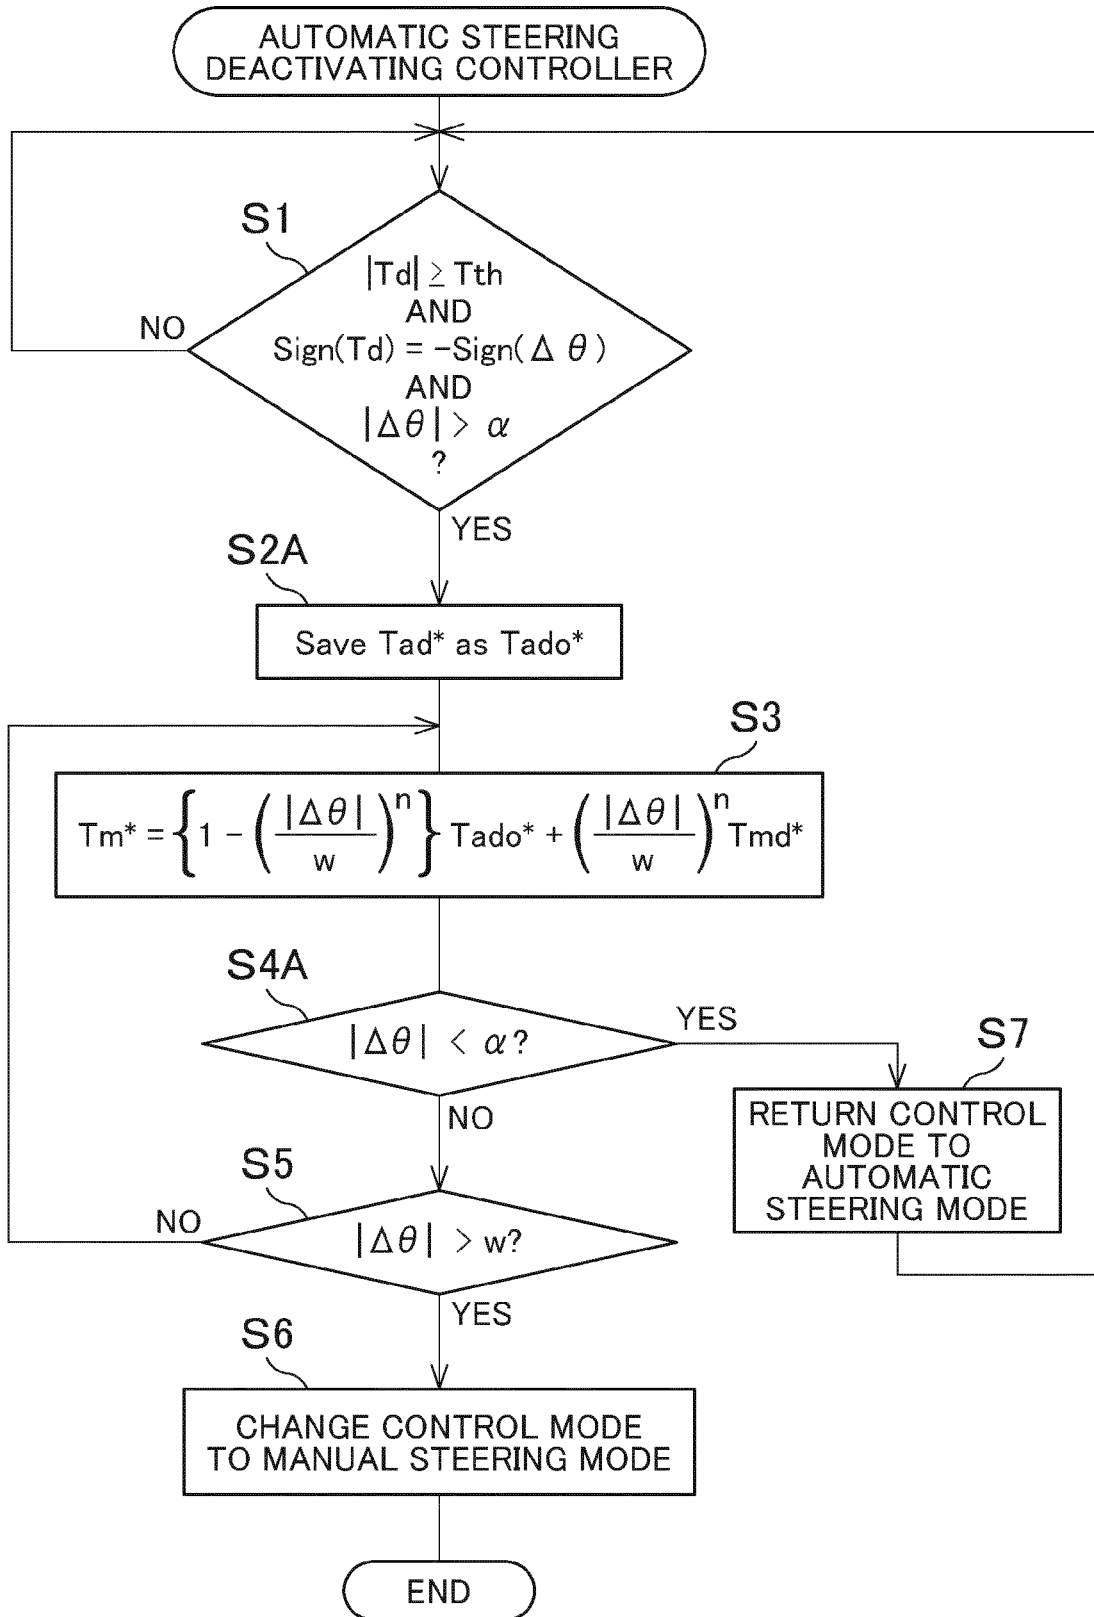 AUTOMATIC STEERING
DEACTIVATING CONTROLLER
S1
|Td| ≥ Tth
AND
Sign(Td) = -Sign(Δθ)
AND
|Δθ| > α
?
NO
YES
S2A
Save Tad* as Tado*
S3
Tm* = {1 - (|Δθ|/w)^n} Tado* + (|Δθ|/w)^n Tmd*
S4A
|Δθ| < α?
YES
NO
S7
RETURN CONTROL
MODE TO
AUTOMATIC
STEERING MODE
S5
|Δθ| > w?
NO
YES
S6
CHANGE CONTROL MODE
TO MANUAL STEERING MODE
END